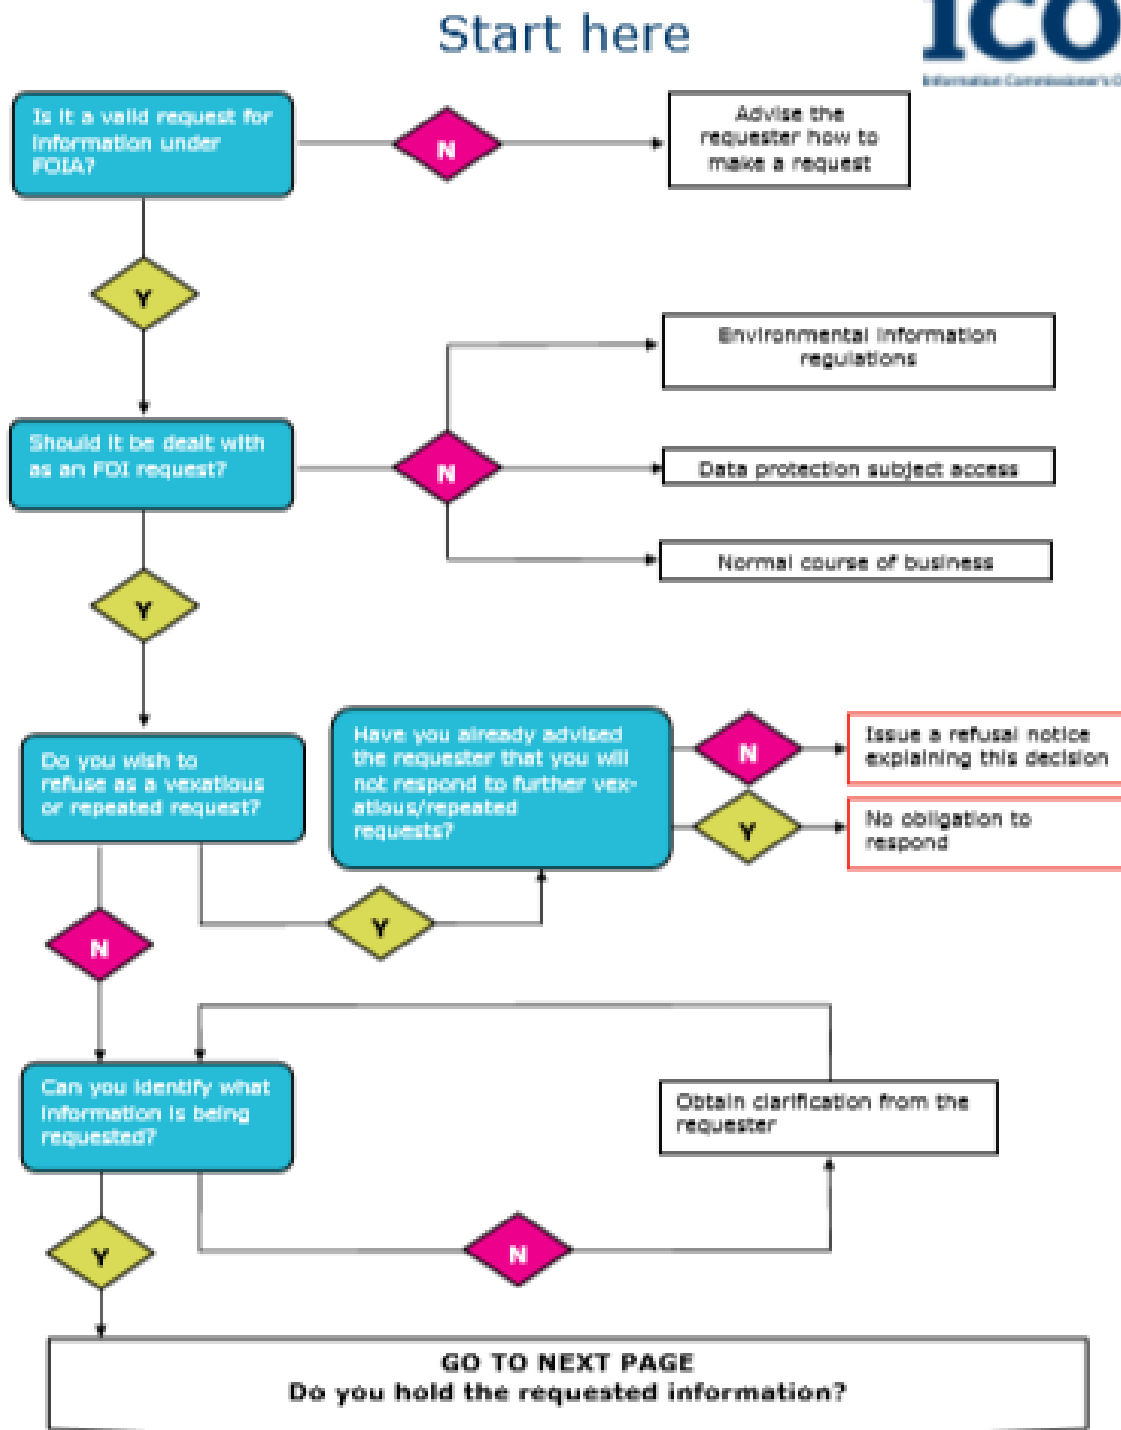 Start here
ico
Information Commissioner's O
Is it a valid request for
information under
FOIA?
N
Advise the
requester how to
make a request
Y
Environmental information
regulations
Should it be dealt with
as an FOI request?
N
Data protection subject access
Normal course of business
Y
Do you wish to
refuse as a vexatious
or repeated request?
Have you already advised
the requester that you will
not respond to further vex-
atious/repeated
requests?
N
Issue a refusal notice
explaining this decision
Y
No obligation to
respond
Y
N
Can you identify what
information is being
requested?
Obtain clarification from the
requester
Y
N
GO TO NEXT PAGE
Do you hold the requested information?